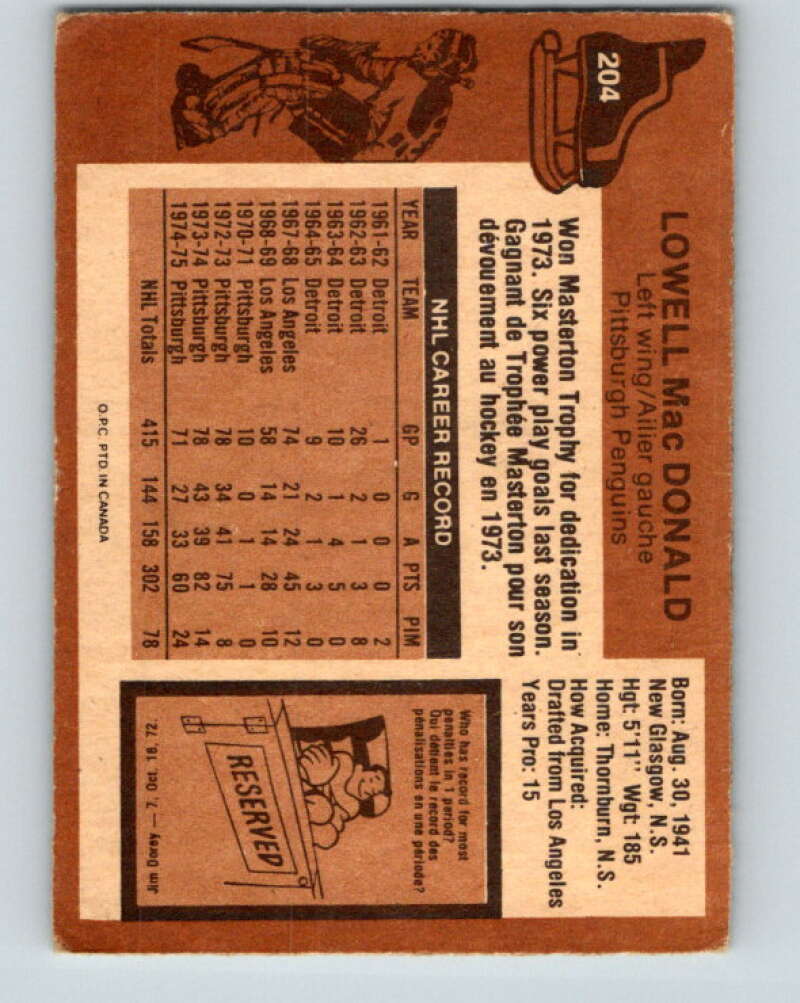 204
LOWELL Mac DONALD
Left wing/Ailier gauche
Pittsburgh Penguins
Born: Aug. 30, 1941
New Glasgow, N.S.
Hgt: 5'11" Wgt: 185
Home: Thornburn, N.S.
How Acquired:
Drafted from Los Angeles
Years Pro: 15
Won Masterton Trophy for dedication in
1973. Six power play goals last season.
Gagnant de Trophée Masterton pour son
dévouement au hockey en 1973.
NHL CAREER RECORD
YEAR TEAM GP G A PTS PIM
1961-62 Detroit 1 0 0 0 2
1962-63 Detroit 26 2 1 3 8
1963-64 Detroit 10 1 4 5 0
1964-65 Detroit 9 2 1 3 0
1967-68 Los Angeles 74 21 24 45 12
1968-69 Los Angeles 58 14 14 28 10
1970-71 Pittsburgh 10 0 1 1 0
1972-73 Pittsburgh 78 34 41 75 8
1973-74 Pittsburgh 78 43 39 82 14
1974-75 Pittsburgh 71 27 33 60 24
NHL Totals 415 144 158 302 78
O.P.C. PTD. IN CANADA
Who has record for most
penalties in 1 period?
Qui détient le record des
pénalisations en une période?
RESERVED
Jim Dorey — 7, Oct. 16, '68